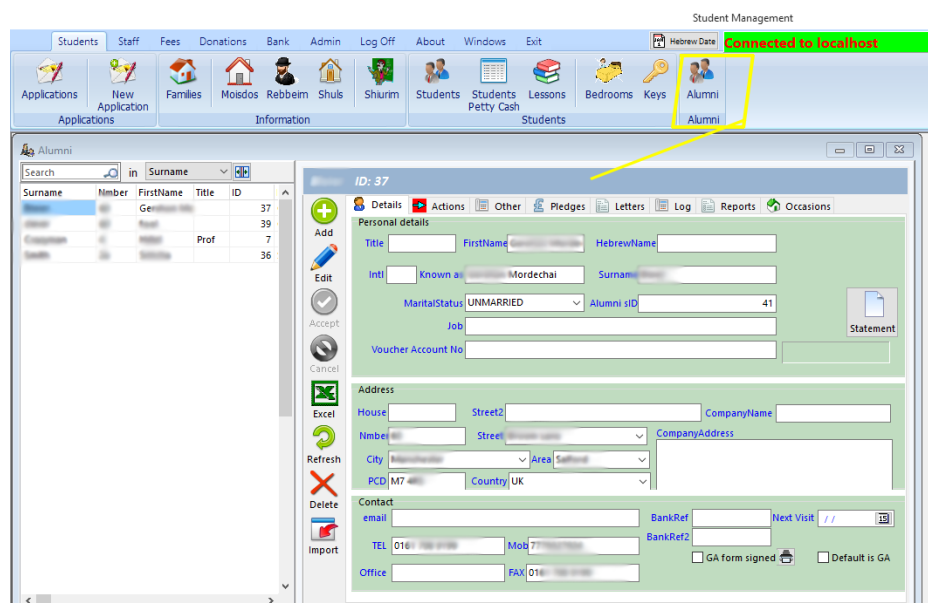 Student Management
Students Staff Fees Donations Bank Admin Log Off About Windows Exit Hebrew Date Connected to localhost
Applications New Application Families Moisdos Rebbeim Shuls Shiurim Students Students Petty Cash Lessons Bedrooms Keys Alumni
Applications Information Students Alumni
Alumni
Search in Surname
ID: 37
Surname Nmber FirstName Title ID
37
39
Prof 7
Smith 36
Add
Edit
Accept
Cancel
Excel
Refresh
Delete
Import
Details Actions Other Pledges Letters Log Reports Occasions
Personal details
Title FirstName HebrewName
Intl Known as Mordechai Surname
MaritalStatus UNMARRIED Alumni sID 41
Job
Statement
Voucher Account No
Address
House Street2 CompanyName
Nmber Street CompanyAddress
City Area Salford
PCD M7 Country UK
Contact
email BankRef Next Visit / / 15
BankRef2
TEL 016 Mob 7
GA form signed Default is GA
Office FAX 016